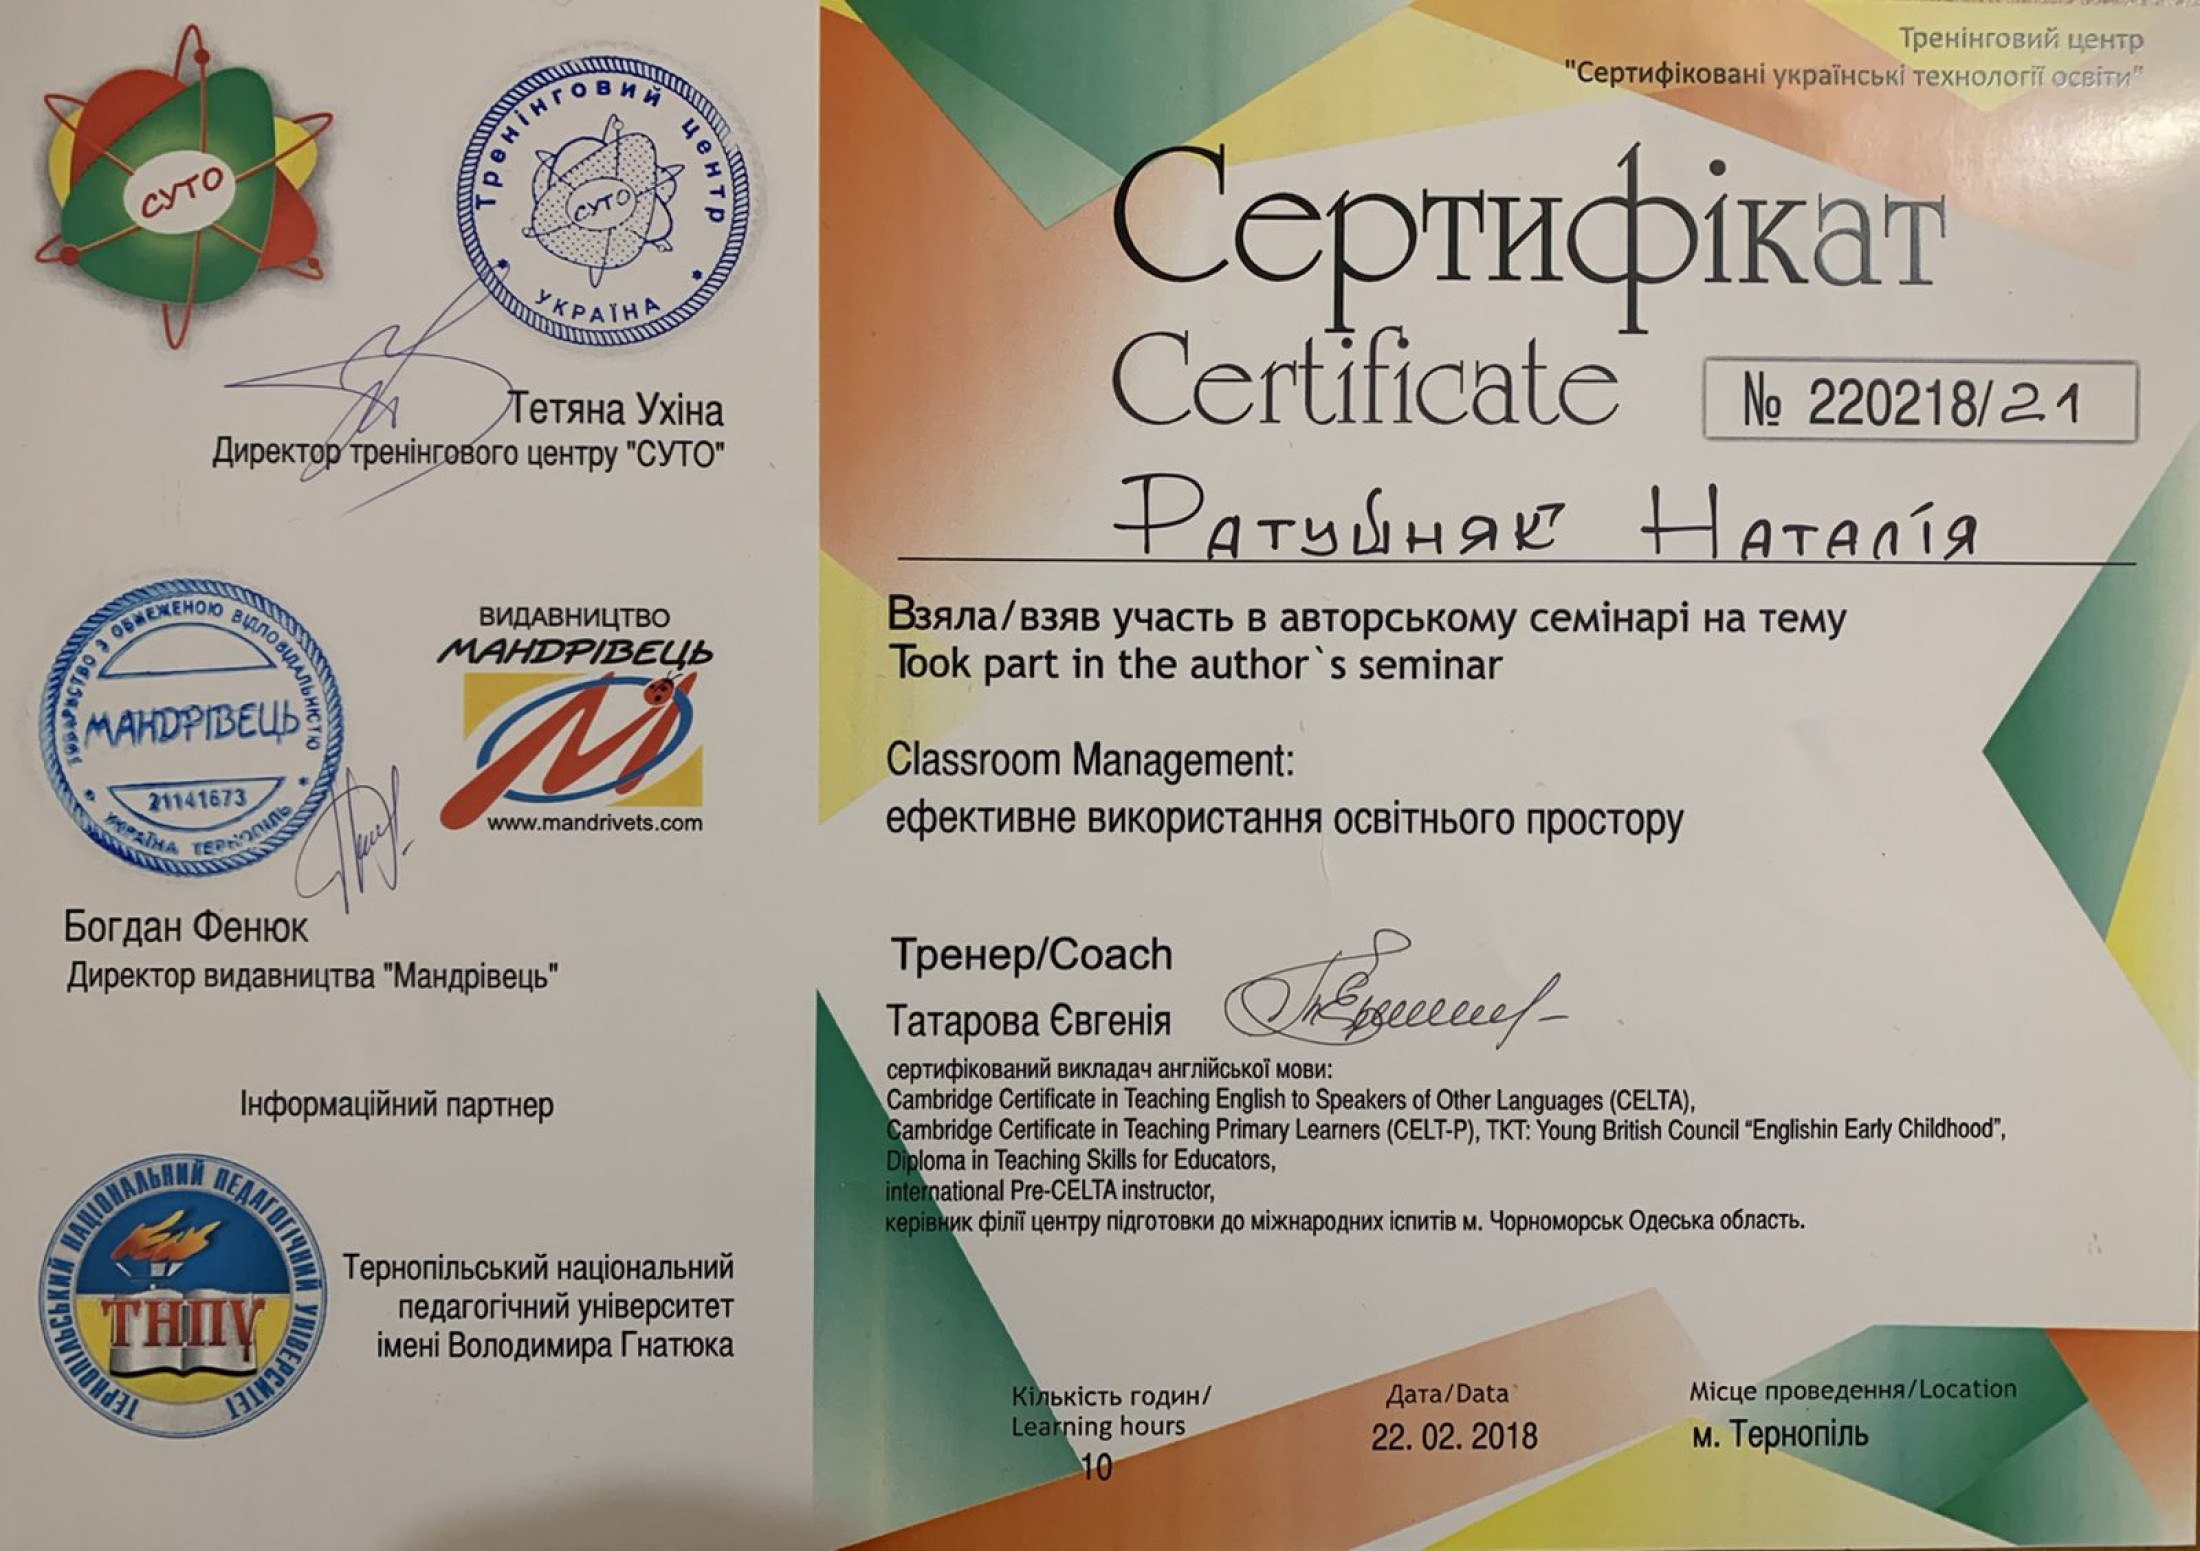 СУТО
Тренінговий центр
СУТО
УКРАЇНА
Тетяна Ухіна
Директор тренінгового центру "СУТО"
ТОВАРИСТВО З ОБМЕЖЕНОЮ ВІДПОВІДАЛЬНІСТЮ
МАНДРІВЕЦЬ
21141673
УКРАЇНА ТЕРНОПІЛЬ
ВИДАВНИЦТВО
МАНДРІВЕЦЬ
www.mandrivets.com
Богдан Фенюк
Директор видавництва "Мандрівець"
Інформаційний партнер
ТЕРНОПІЛЬСЬКИЙ НАЦІОНАЛЬНИЙ ПЕДАГОГІЧНИЙ УНІВЕРСИТЕТ
ТНПУ
Тернопільський національний
педагогічний університет
імені Володимира Гнатюка
Тренінговий центр
"Сертифіковані українські технології освіти"
Сертифікат
Certificate
№ 220218/21
Ратушняк Наталія
Взяла/взяв участь в авторському семінарі на тему
Took part in the author`s seminar
Classroom Management:
ефективне використання освітнього простору
Тренер/Coach
Татарова Євгенія
сертифікований викладач англійської мови:
Cambridge Certificate in Teaching English to Speakers of Other Languages (CELTA),
Cambridge Certificate in Teaching Primary Learners (CELT-P), TKT: Young British Council “Englishin Early Childhood”,
Diploma in Teaching Skills for Educators,
international Pre-CELTA instructor,
керівник філії центру підготовки до міжнародних іспитів м. Чорноморськ Одеська область.
Кількість годин/
Learning hours
10
Дата/Data
22. 02. 2018
Місце проведення/Location
м. Тернопіль